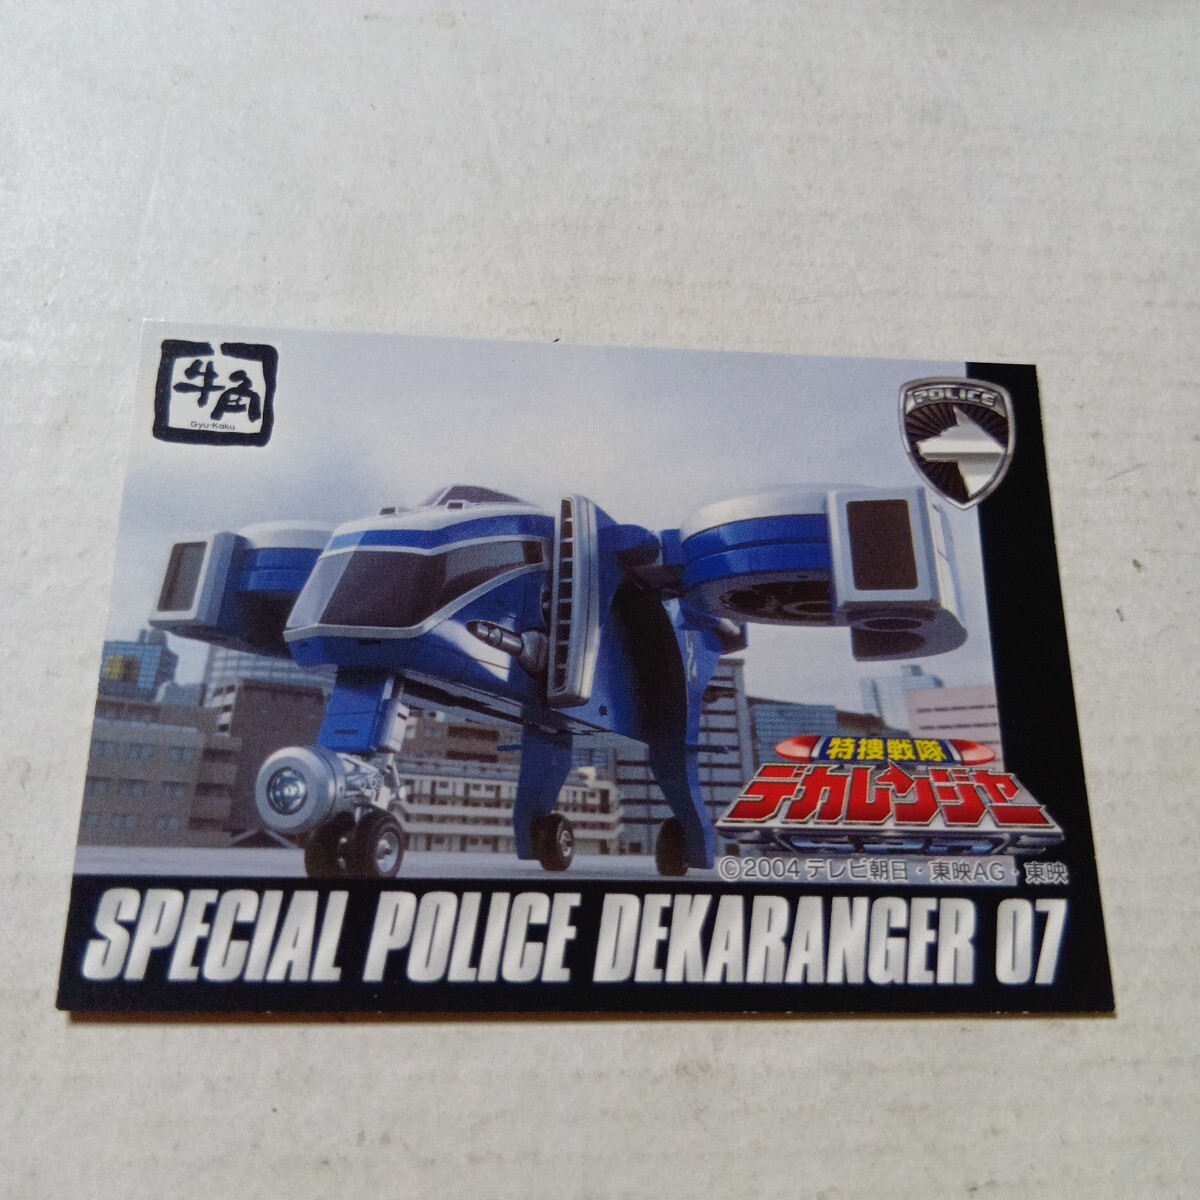 牛角
Gyu-Kaku
POLICE
特捜戦隊
デカレンジャー
©2004 テレビ朝日・東映AG・東映
SPECIAL POLICE DEKARANGER 07